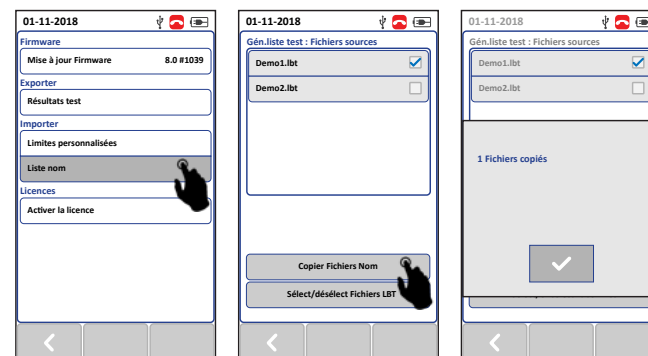 01-11-2018
Firmware
Mise à jour Firmware 8.0 #1039
Exporter
Résultats test
Importer
Limites personnalisées
Liste nom
Licences
Activer la licence
01-11-2018
Gén.liste test : Fichiers sources
Demo1.lbt
Demo2.lbt
Copier Fichiers Nom
Sélect/désélect Fichiers LBT
01-11-2018
Gén.liste test : Fichiers sources
Demo1.lbt
Demo2.lbt
1 Fichiers copiés